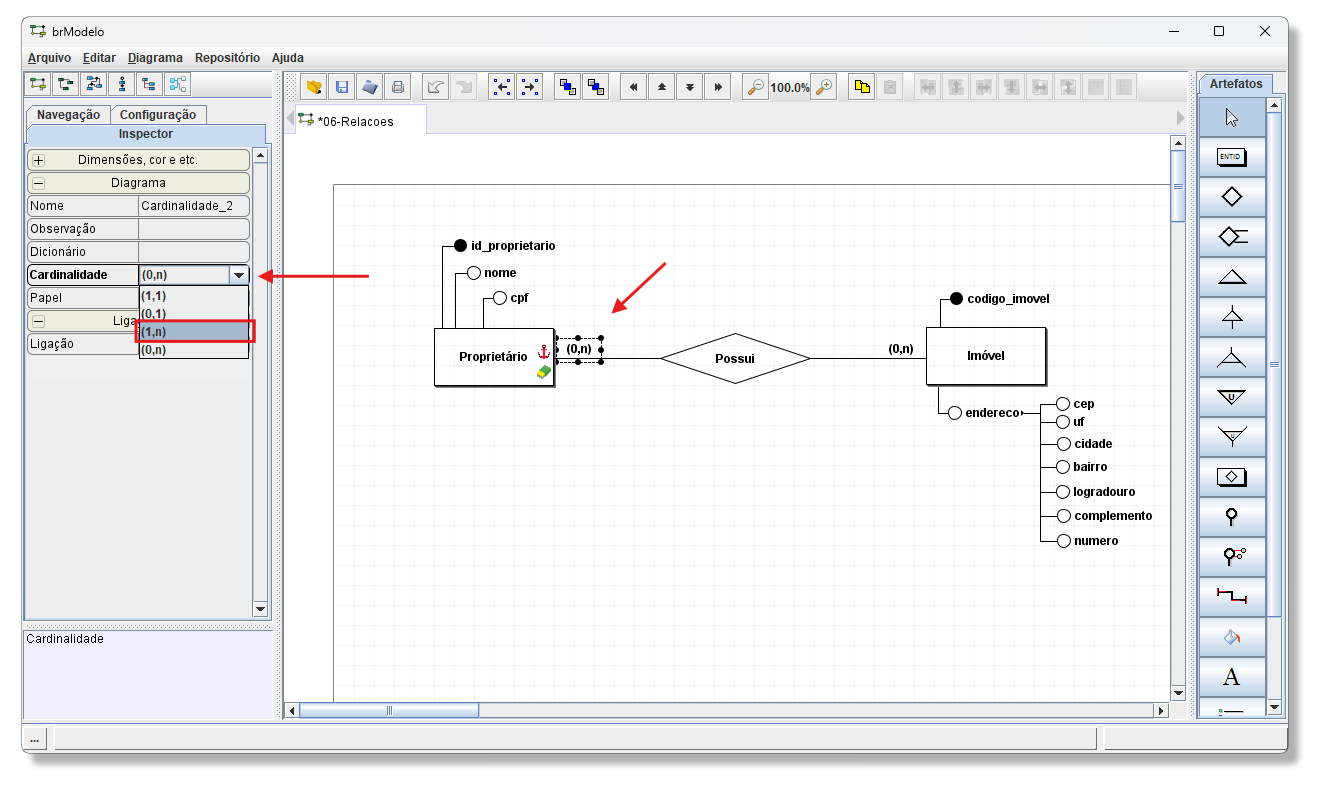 brModelo
Arquivo Editar Diagrama Repositório Ajuda
100.0%
Artefatos
Navegação Configuração
Inspector
*06-Relacoes
Dimensões, cor e etc.
Diagrama
Nome Cardinalidade_2
Observação
Dicionário
Cardinalidade (0,n)
(1,1)
Papel
(0,1)
Liga
(1,n)
Ligação
(0,n)
id_proprietario
nome
cpf
Proprietário
(0,n)
Possui
(0,n)
codigo_imovel
Imóvel
endereco
cep
uf
cidade
bairro
logradouro
complemento
numero
ENTID
U
A
Cardinalidade
...